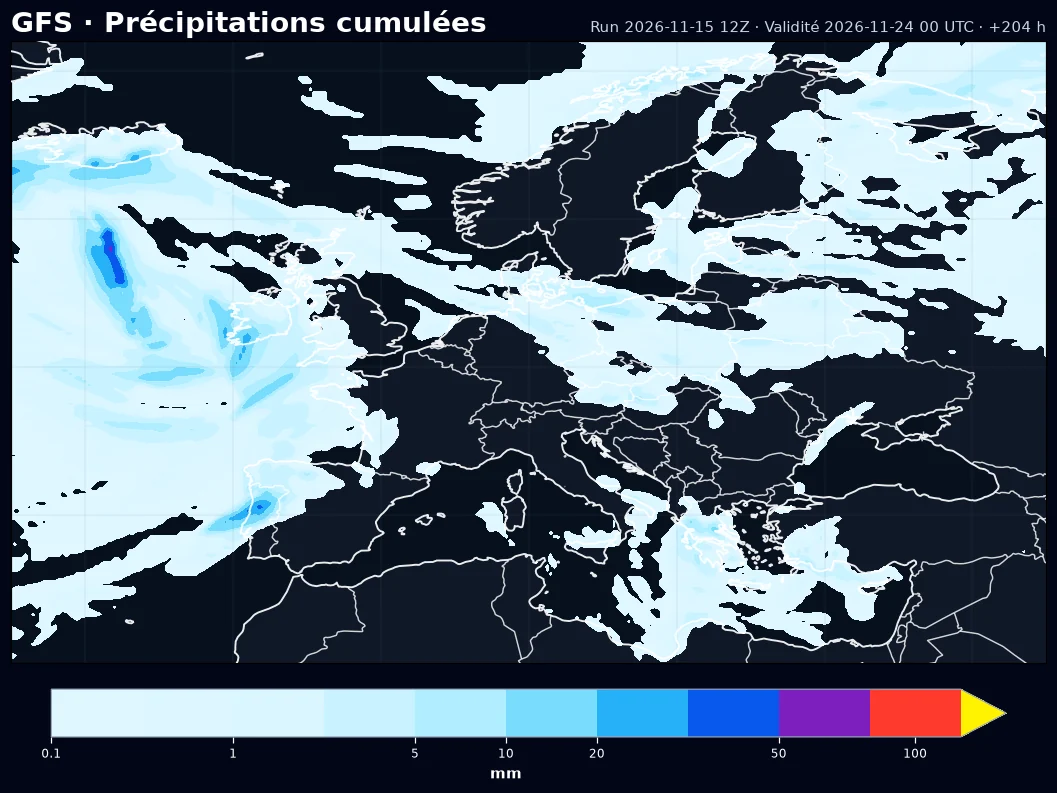 GFS · Précipitations cumulées
Run 2026-11-15 12Z · Validité 2026-11-24 00 UTC · +204 h
0.1 1 5 10 20 50 100
mm